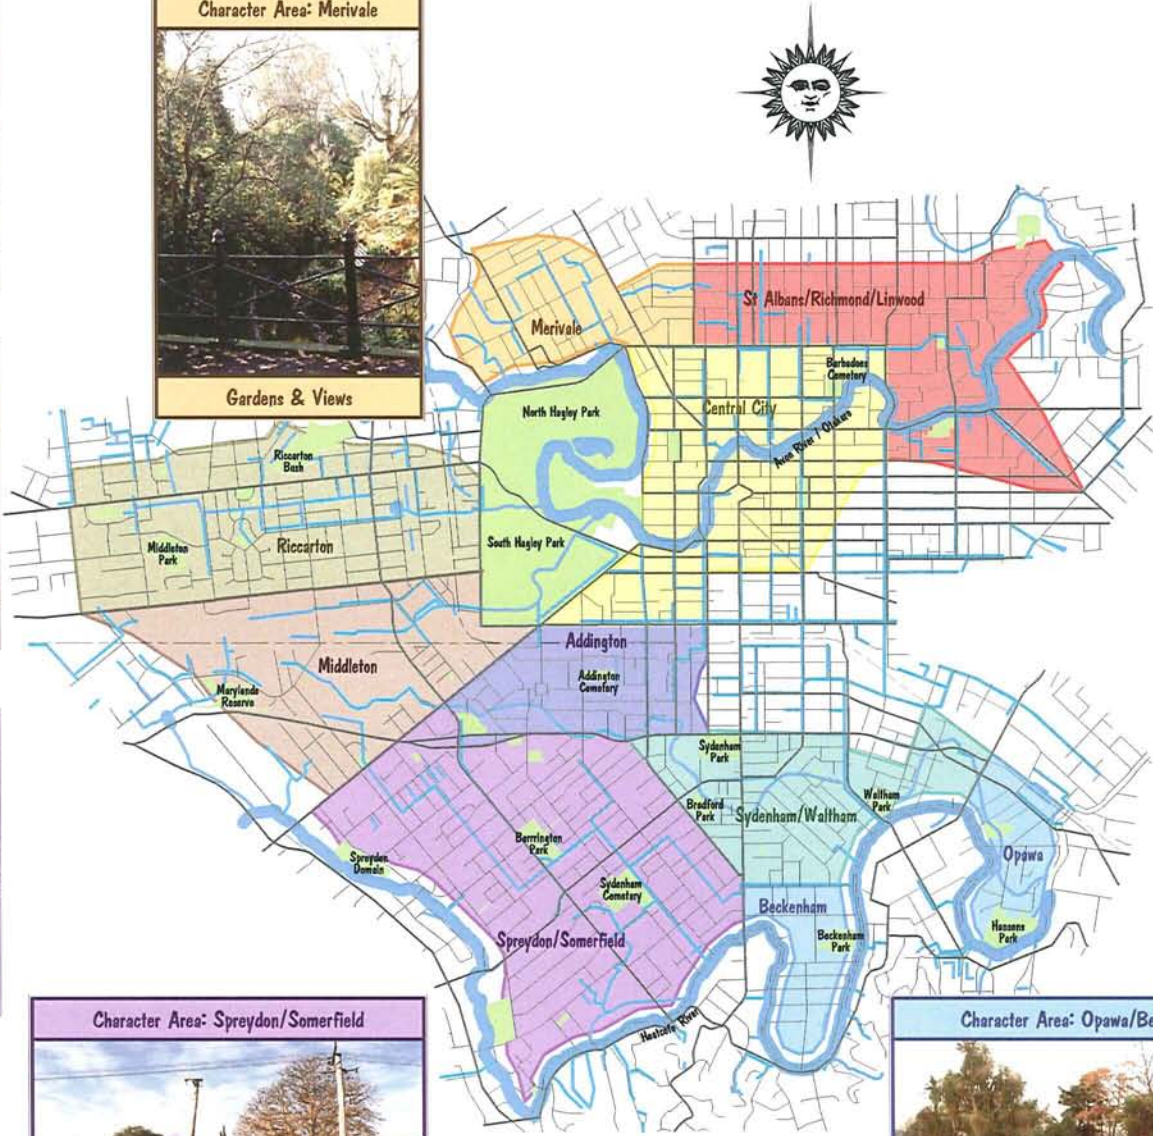 Character Area: Merivale
Gardens & Views
Merivale
St Albans/Richmond/Linwood
Barbadoes
Cemetery
North Hagley Park
Central City
Avon River / Otakaro
Riccarton
Bush
Middleton
Park
Riccarton
South Hagley Park
Addington
Middleton
Addington
Cemetery
Marylands
Reserve
Sydenham
Park
Bradford
Park
Waltham
Park
Sydenham/Waltham
Barrrington
Park
Opawa
Spreydon
Domain
Sydenham
Cemetery
Beckenham
Hansens
Park
Spreydon/Somerfield
Beckenham
Park
Heatcote River
Character Area: Spreydon/Somerfield
Character Area: Opawa/Be